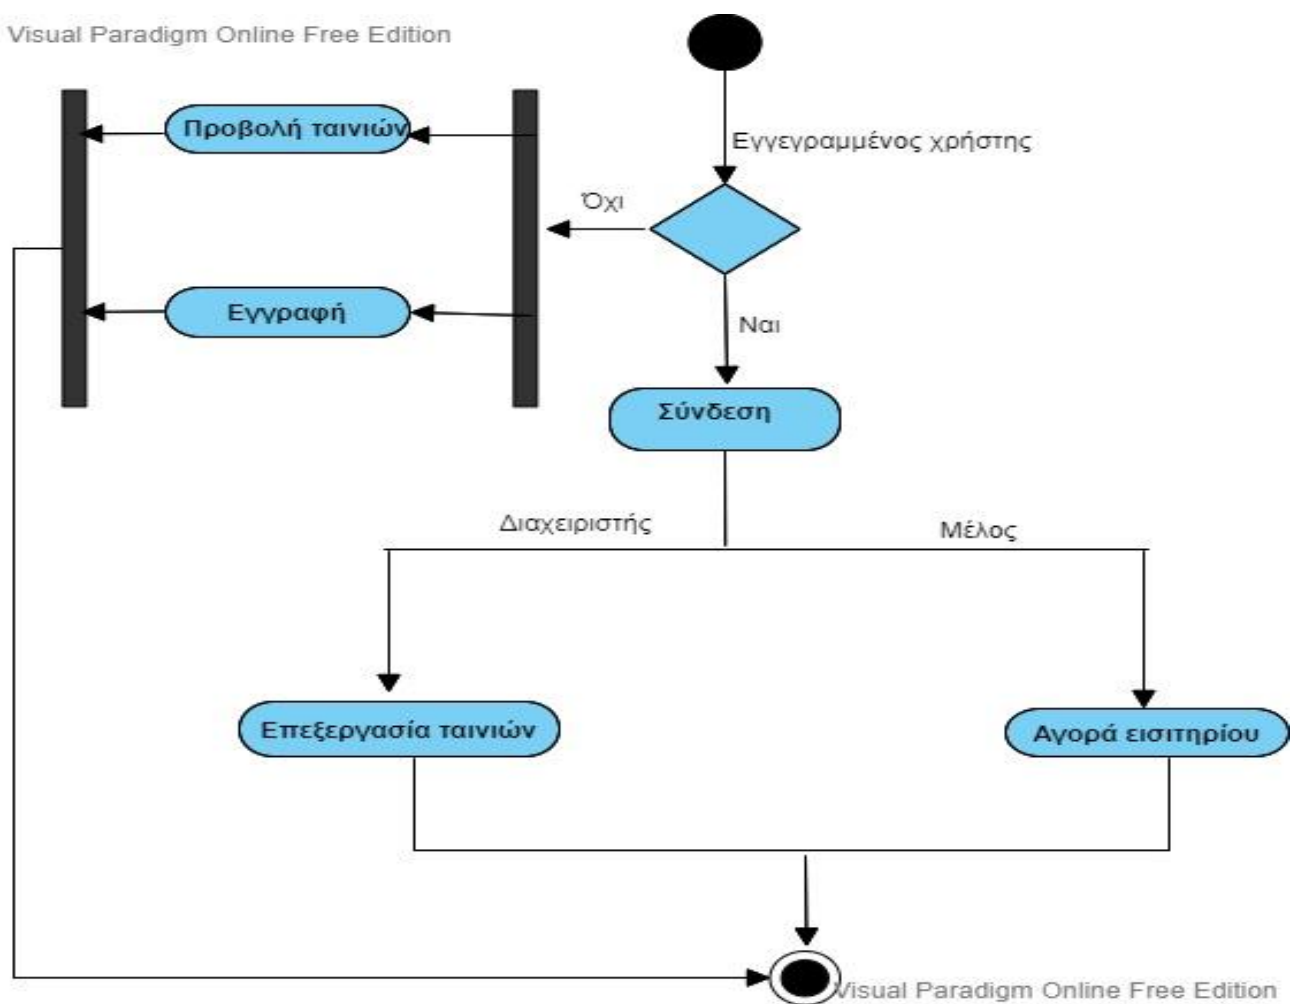 Visual Paradigm Online Free Edition
Προβολή ταινιών
Εγγεγραμμένος χρήστης
Όχι
Εγγραφή
Ναι
Σύνδεση
Διαχειριστής
Μέλος
Επεξεργασία ταινιών
Αγορά εισιτηρίου
Visual Paradigm Online Free Edition